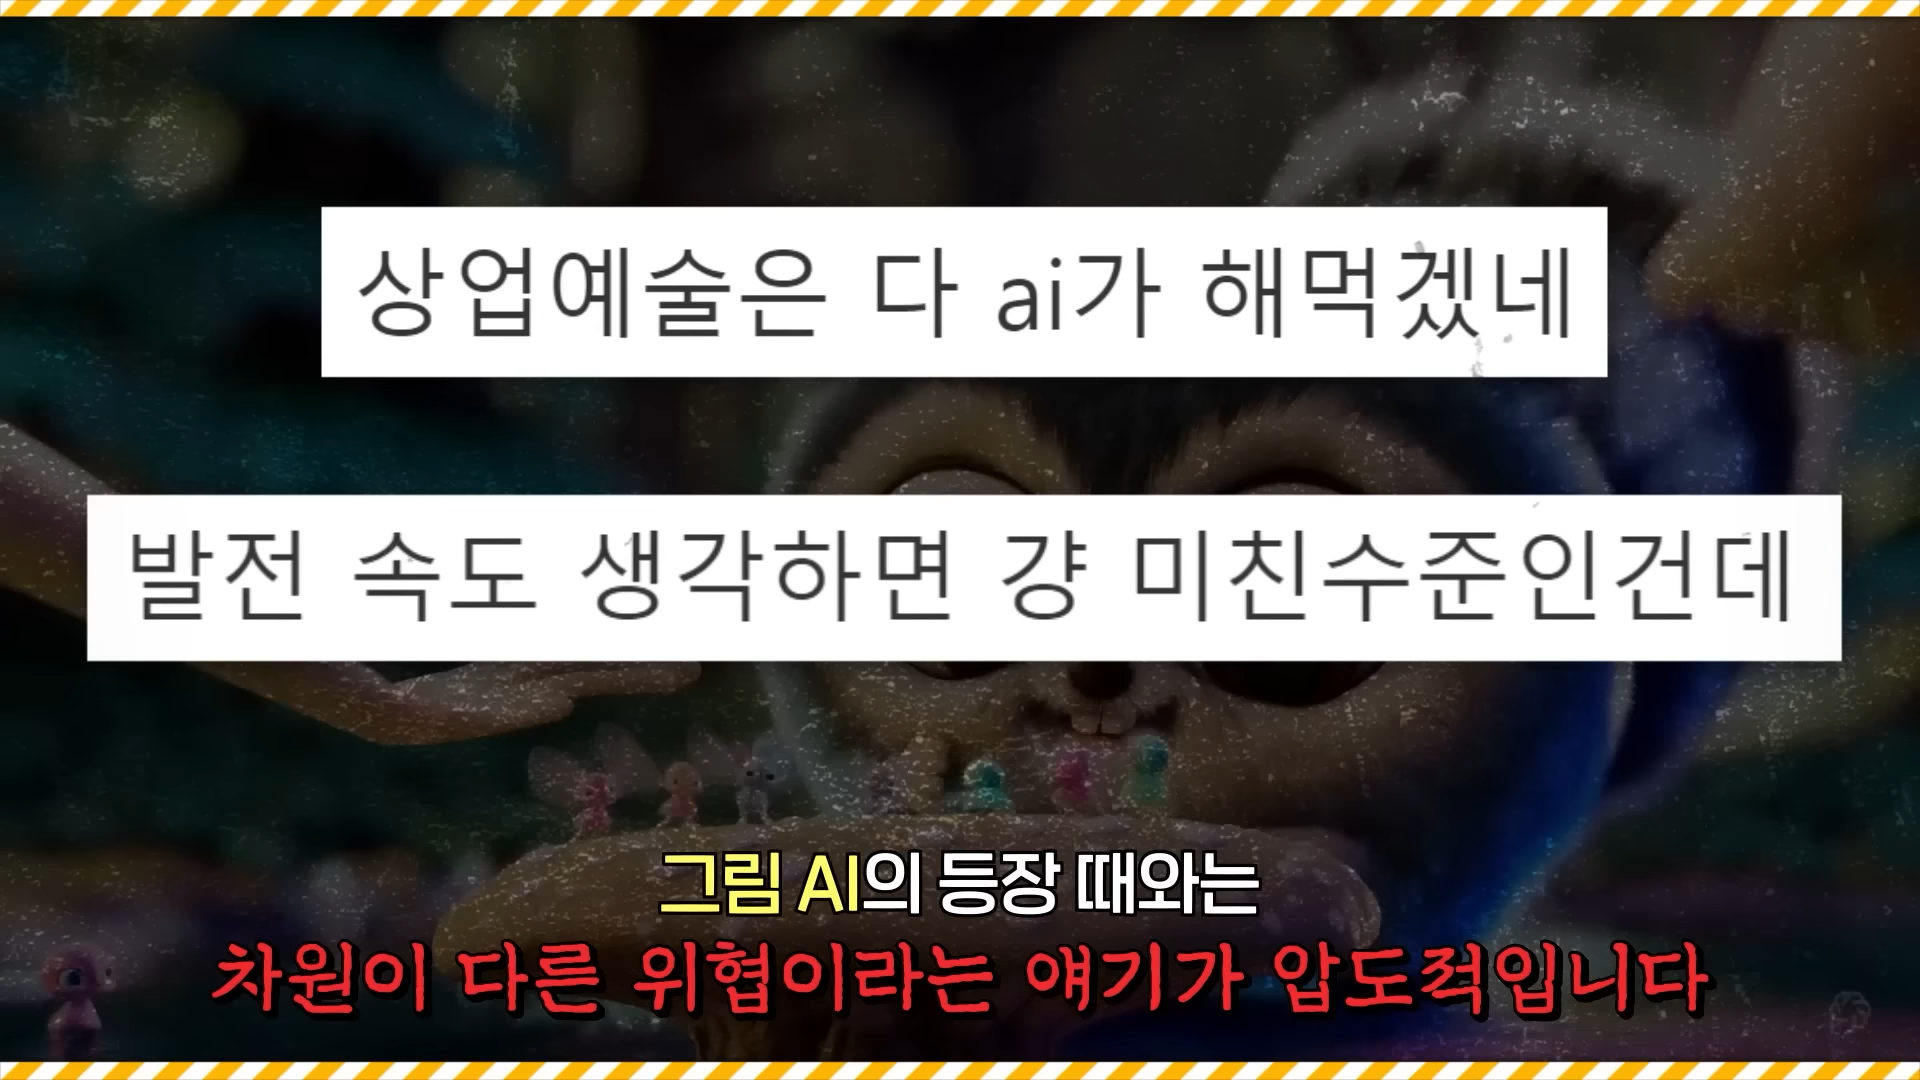 상업예술은 다 ai가 해먹겠네
발전 속도 생각하면 걍 미친수준인건데
그림 AI의 등장 때와는
차원이 다른 위협이라는 얘기가 압도적입니다